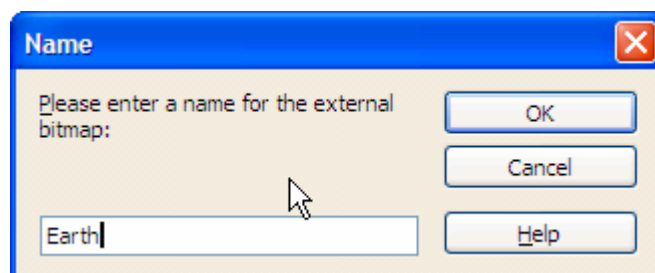 Name
Please enter a name for the external
bitmap:
OK
Cancel
Earth
Help